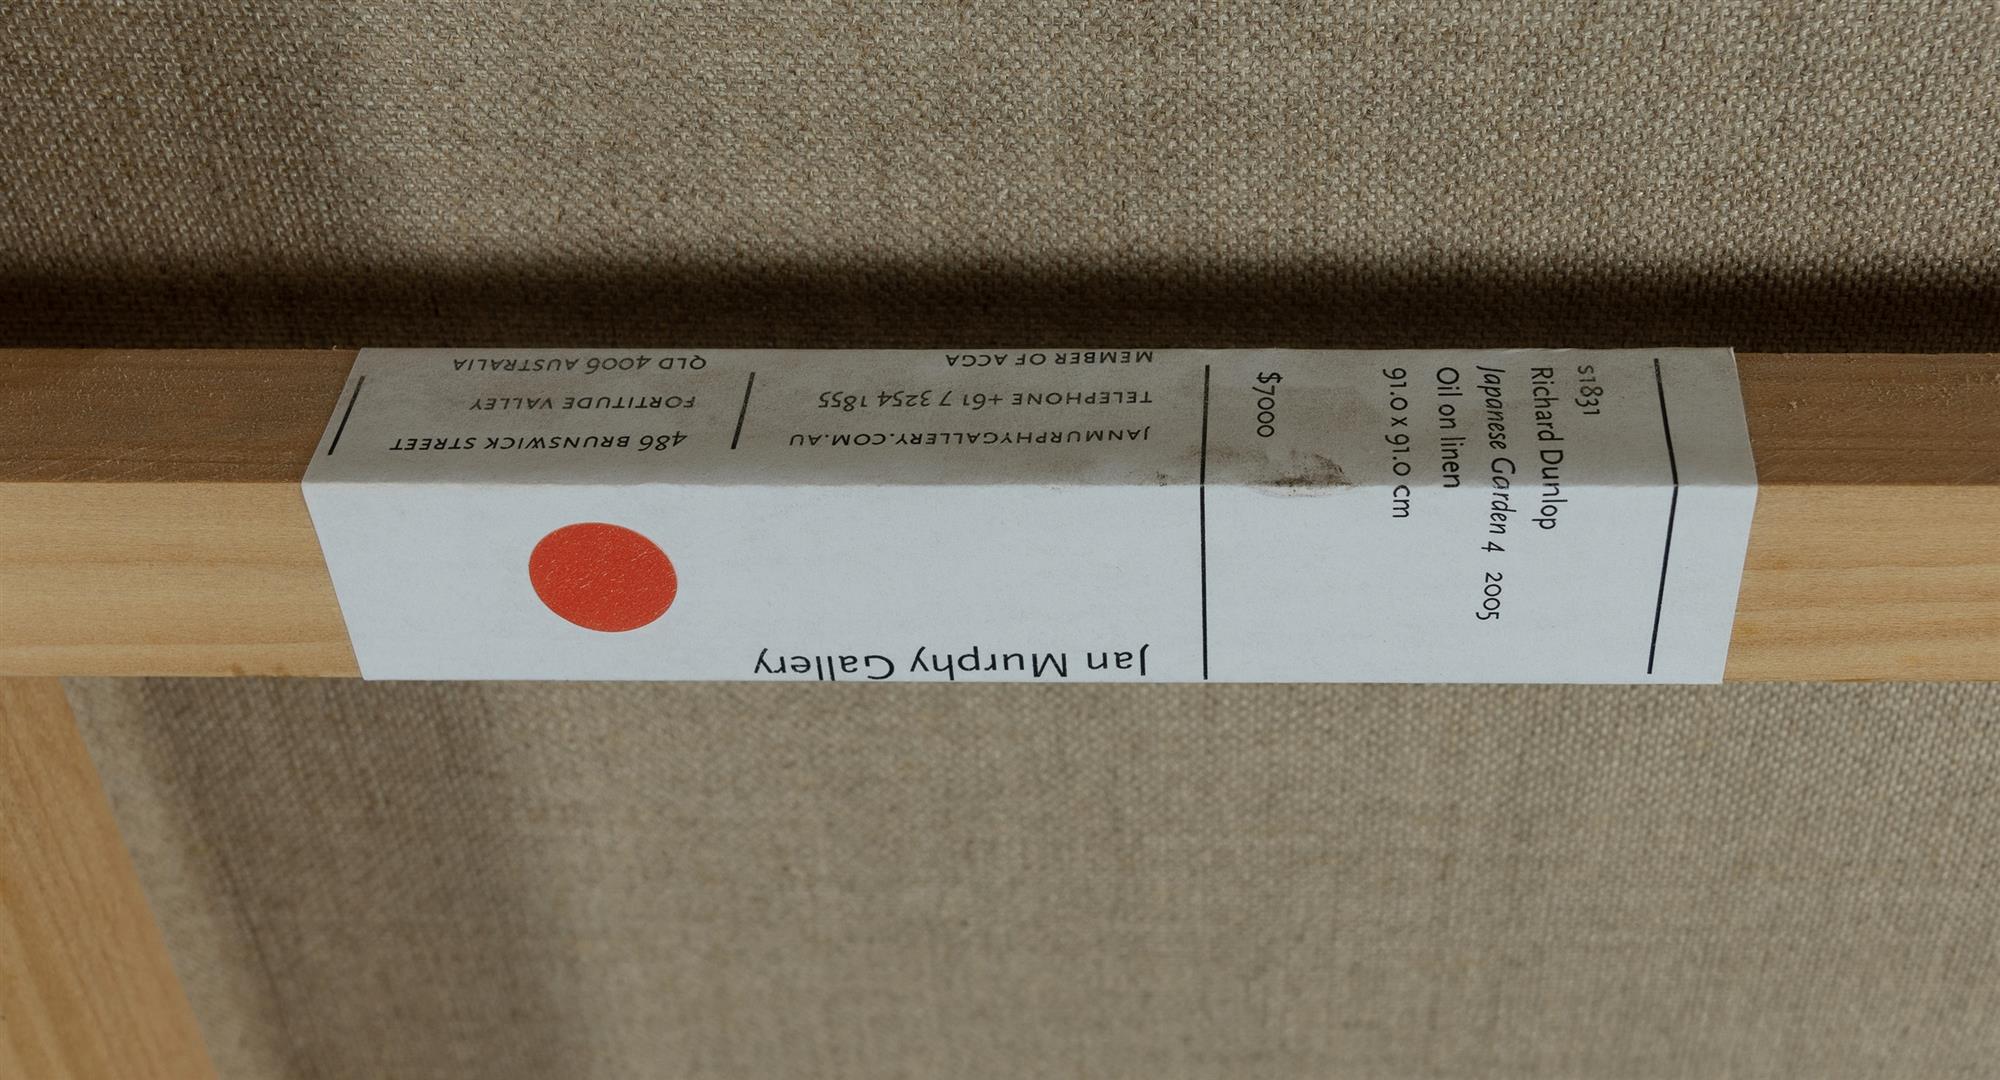 Jan Murphy Gallery
486 BRUNSWICK STREET
FORTITUDE VALLEY
QLD 4006 AUSTRALIA
JANMURPHYGALLERY.COM.AU
TELEPHONE +61 7 3254 1855
MEMBER OF ACGA
s1831
Richard Dunlop
Japanese Garden 4 2005
Oil on linen
91.0 x 91.0 cm
$7000